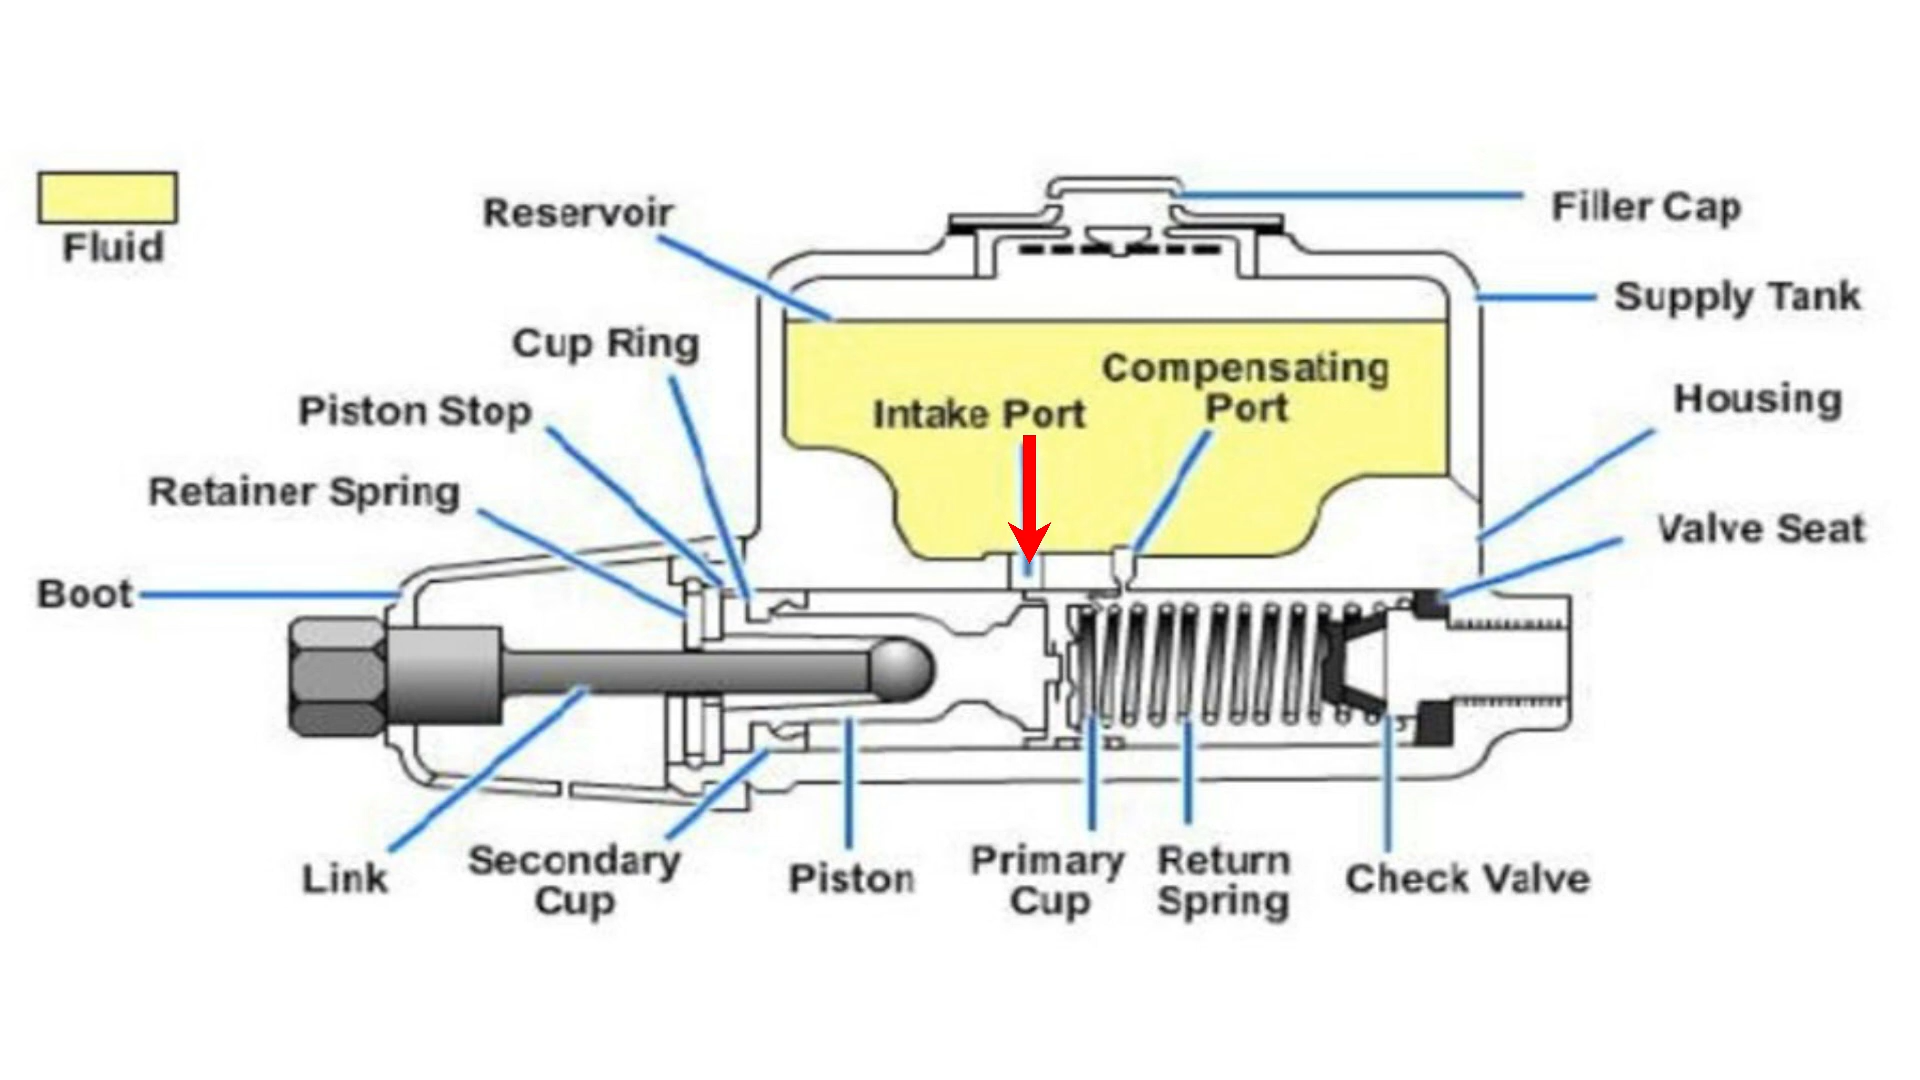 Fluid
Reservoir
Filler Cap
Supply Tank
Cup Ring
Compensating
Port
Intake Port
Piston Stop
Housing
Retainer Spring
Valve Seat
Boot
Link
Secondary
Cup
Piston
Primary
Cup
Return
Spring
Check Valve